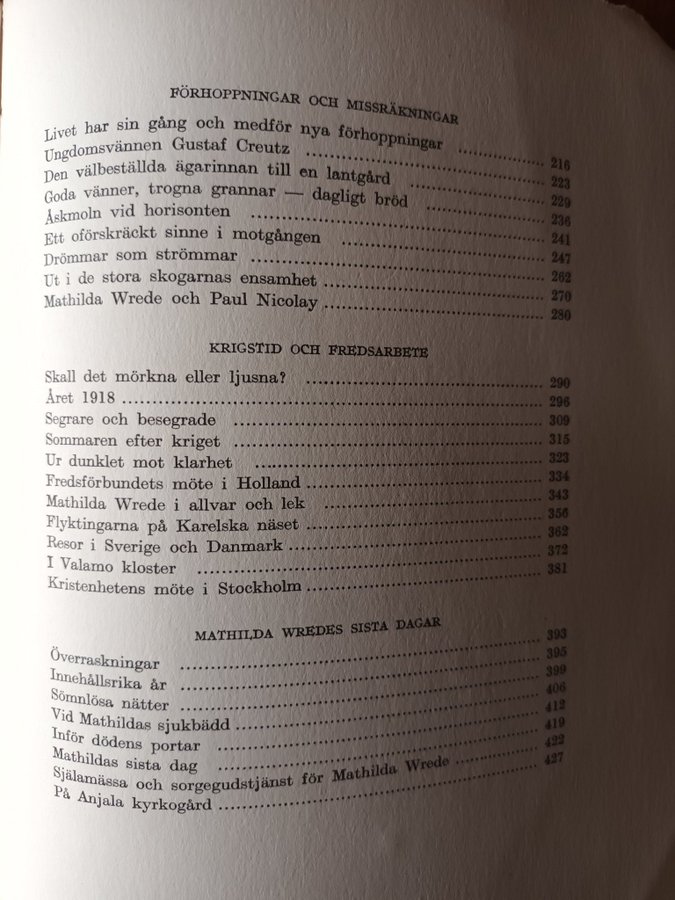 FÖRHOPPNINGAR OCH MISSRÄKNINGAR
Livet har sin gång och medför nya förhoppningar ........ 216
Ungdomsvännen Gustaf Creutz ........ 223
Den välbeställda ägarinnan till en lantgård ........ 229
Goda vänner, trogna grannar — dagligt bröd ........ 236
Åskmoln vid horisonten ........ 241
Ett oförskräckt sinne i motgången ........ 247
Drömmar som strömmar ........ 262
Ut i de stora skogarnas ensamhet ........ 270
Mathilda Wrede och Paul Nicolay ........ 280
KRIGSTID OCH FREDSARBETE
Skall det mörkna eller ljusna? ........ 290
Året 1918 ........ 296
Segrare och besegrade ........ 309
Sommaren efter kriget ........ 315
Ur dunklet mot klarhet ........ 323
Fredsförbundets möte i Holland ........ 334
Mathilda Wrede i allvar och lek ........ 343
Flyktingarna på Karelska näset ........ 356
Resor i Sverige och Danmark ........ 362
I Valamo kloster ........ 372
Kristenhetens möte i Stockholm ........ 381
MATHILDA WREDES SISTA DAGAR
Överraskningar ........ 393
Innehållsrika år ........ 395
Sömnlösa nätter ........ 399
Vid Mathildas sjukbädd ........ 406
Inför dödens portar ........ 412
Mathildas sista dag ........ 419
Själamässa och sorgegudstjänst för Mathilda Wrede ........ 422
På Anjala kyrkogård ........ 427